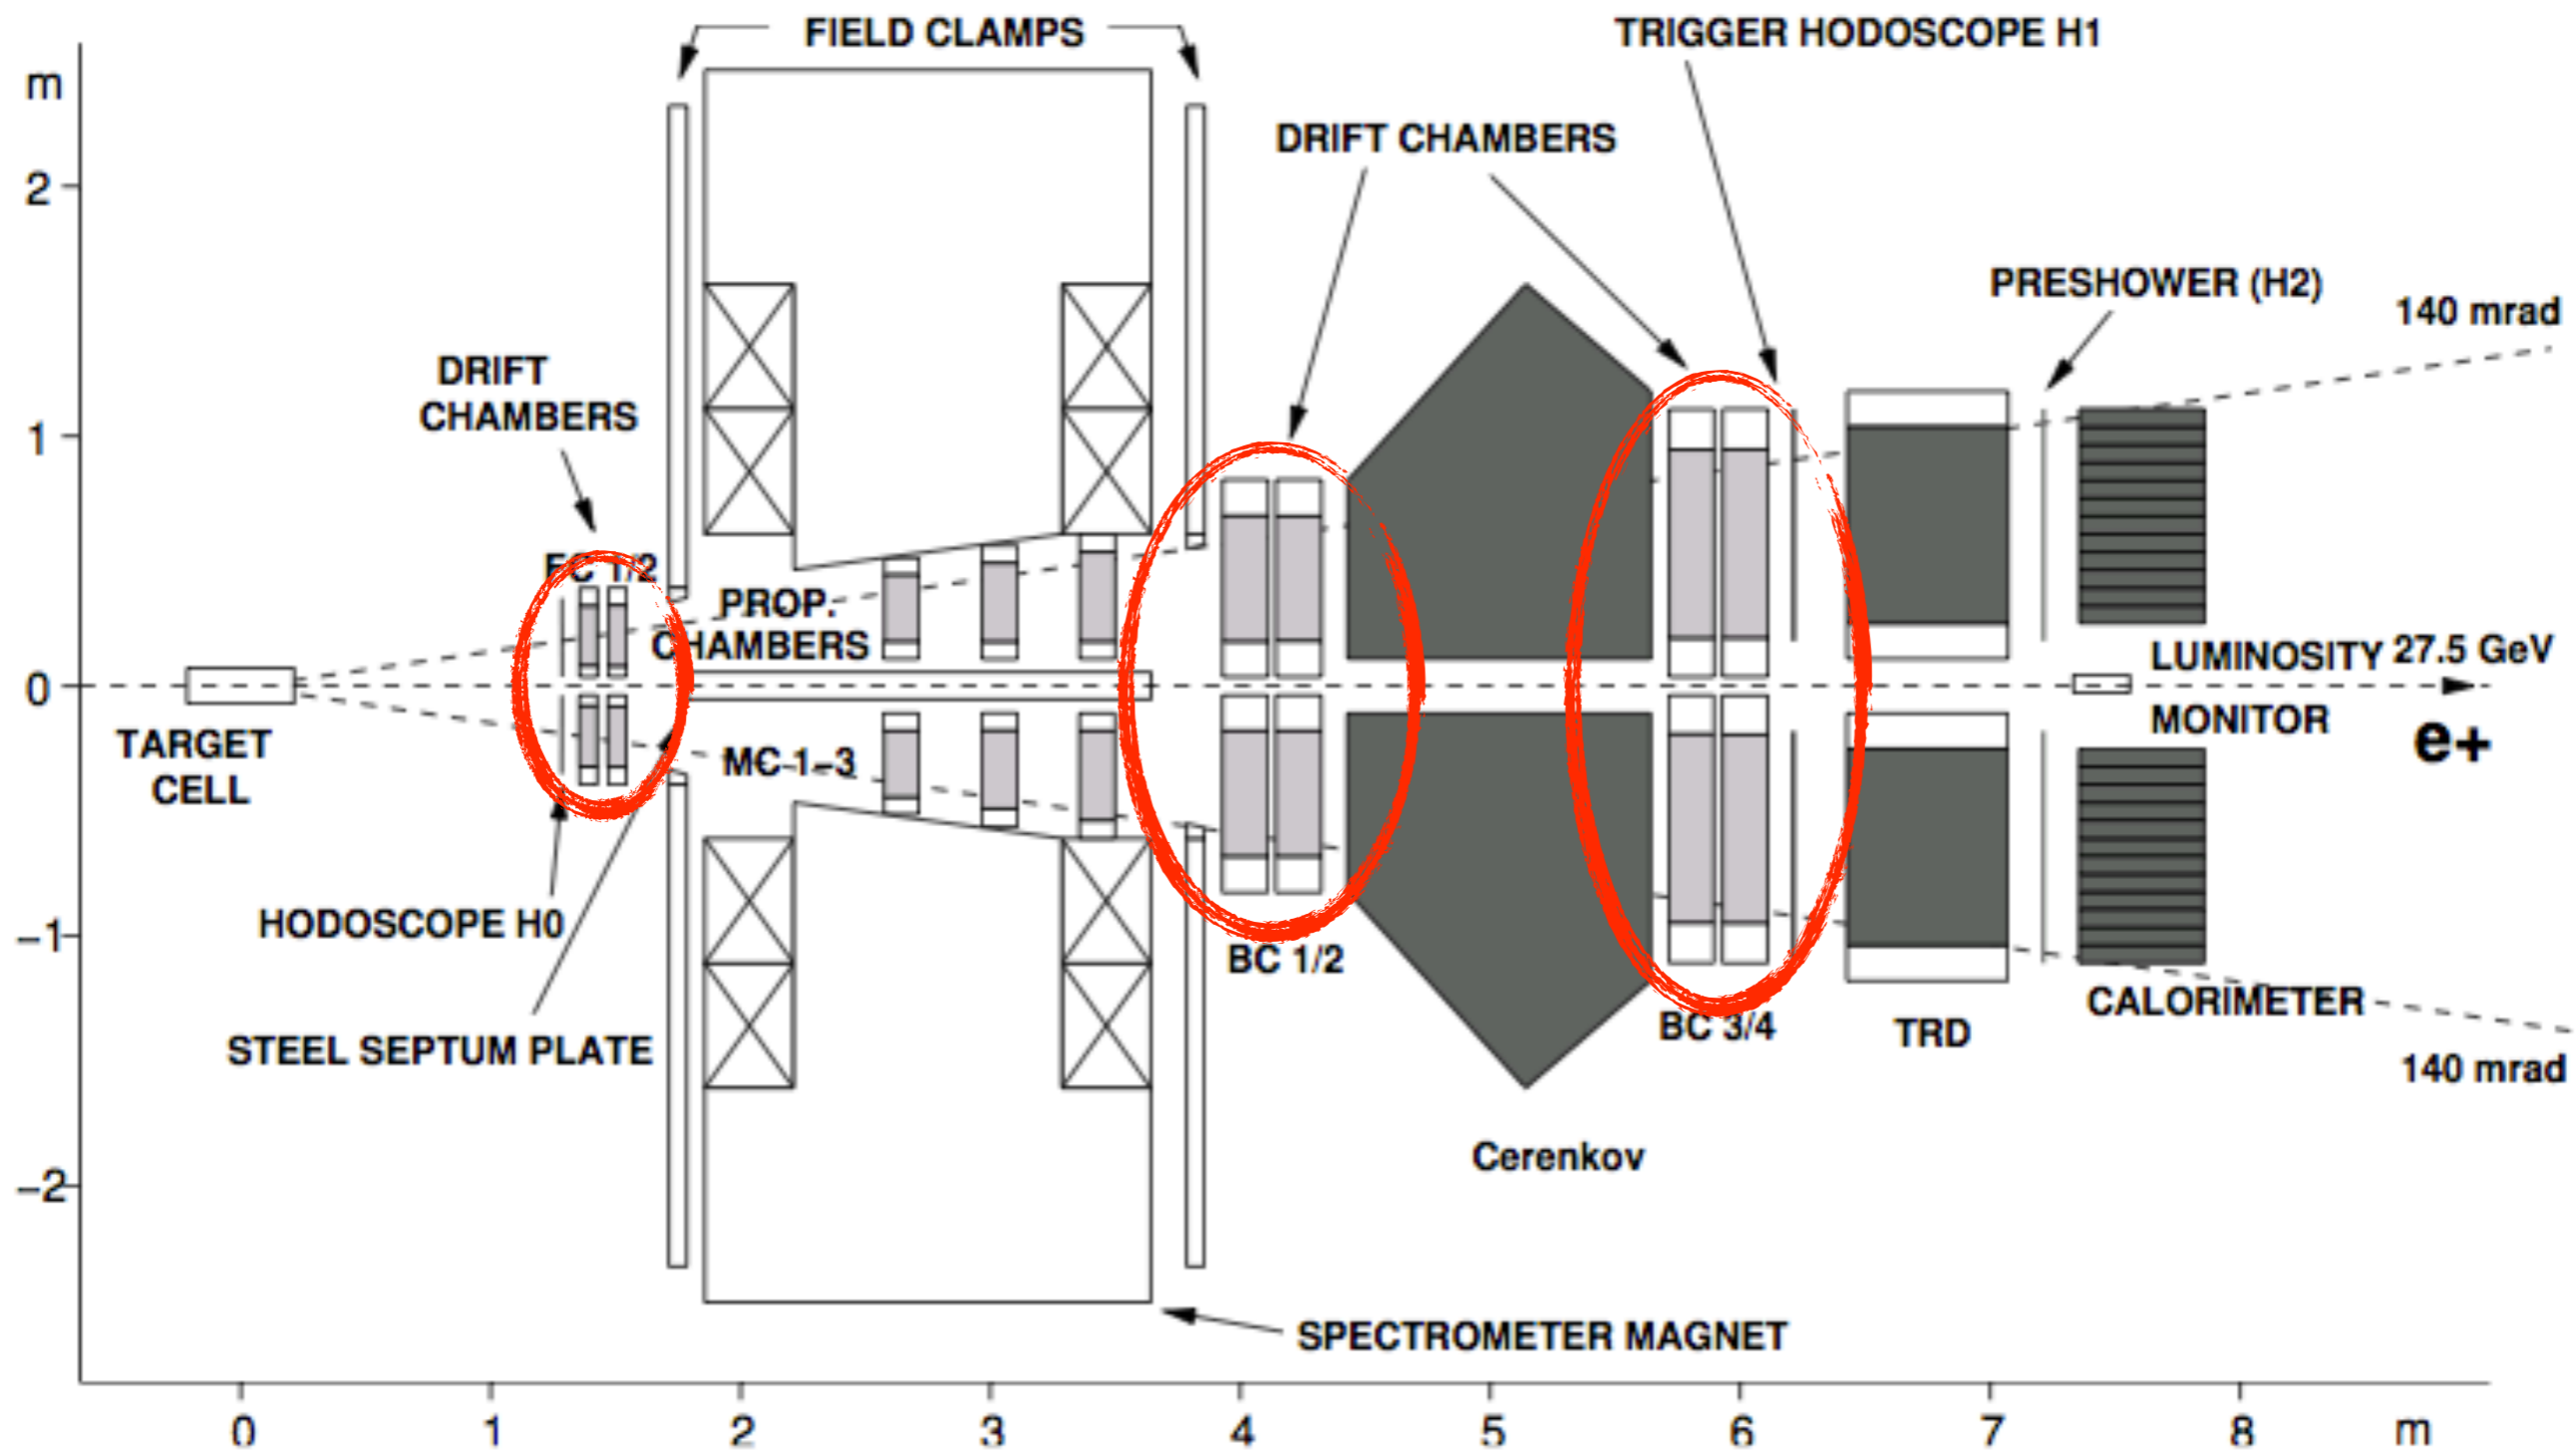 FIELD CLAMPS
TRIGGER HODOSCOPE H1
m
DRIFT CHAMBERS
2
PRESHOWER (H2)
140 mrad
DRIFT
CHAMBERS
1
FC 1/2
PROP.
CHAMBERS
LUMINOSITY
27.5 GeV
0
MONITOR
e+
TARGET
CELL
MC 1-3
HODOSCOPE H0
-1
BC 1/2
STEEL SEPTUM PLATE
BC 3/4
TRD
CALORIMETER
140 mrad
Cerenkov
-2
SPECTROMETER MAGNET
0 1 2 3 4 5 6 7 8 m